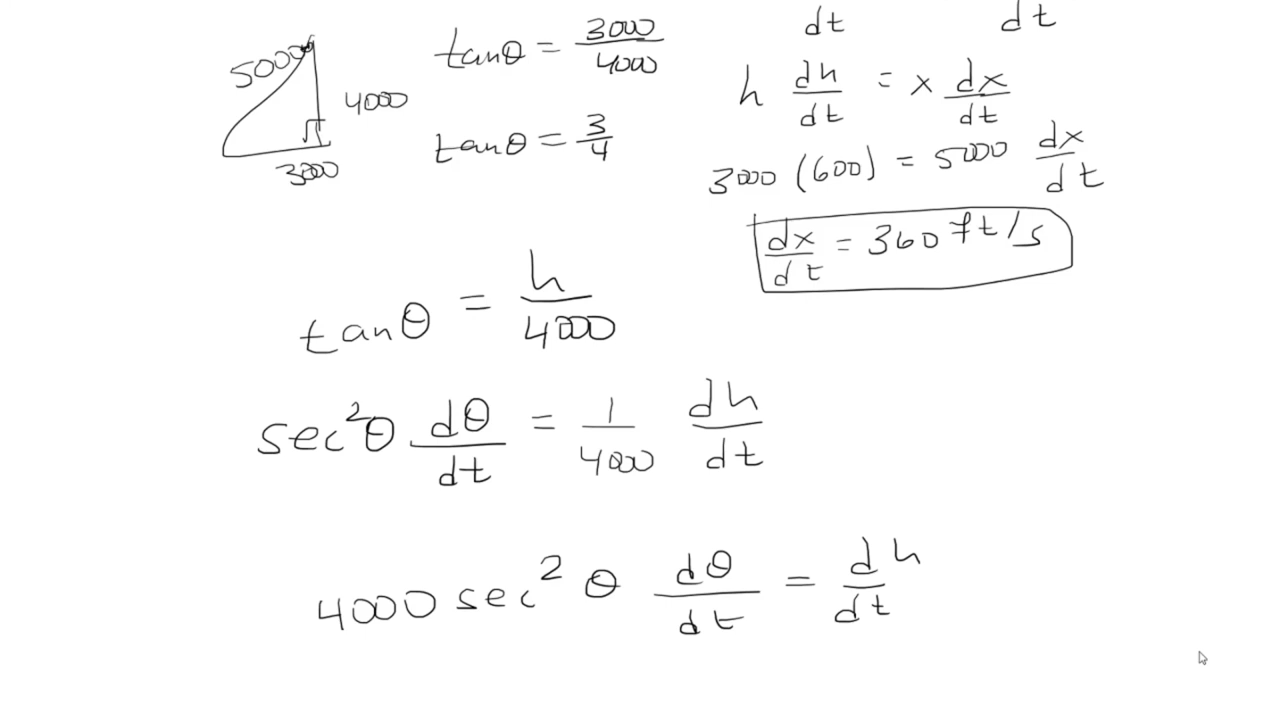 5000
4000
3000
tanθ = 3000/4000
tanθ = 3/4
dt dt
h dh/dt = x dx/dt
3000 (600) = 5000 dx/dt
dx/dt = 360 ft/s
tanθ = h/4000
sec²θ dθ/dt = 1/4000 dh/dt
4000 sec²θ dθ/dt = dh/dt